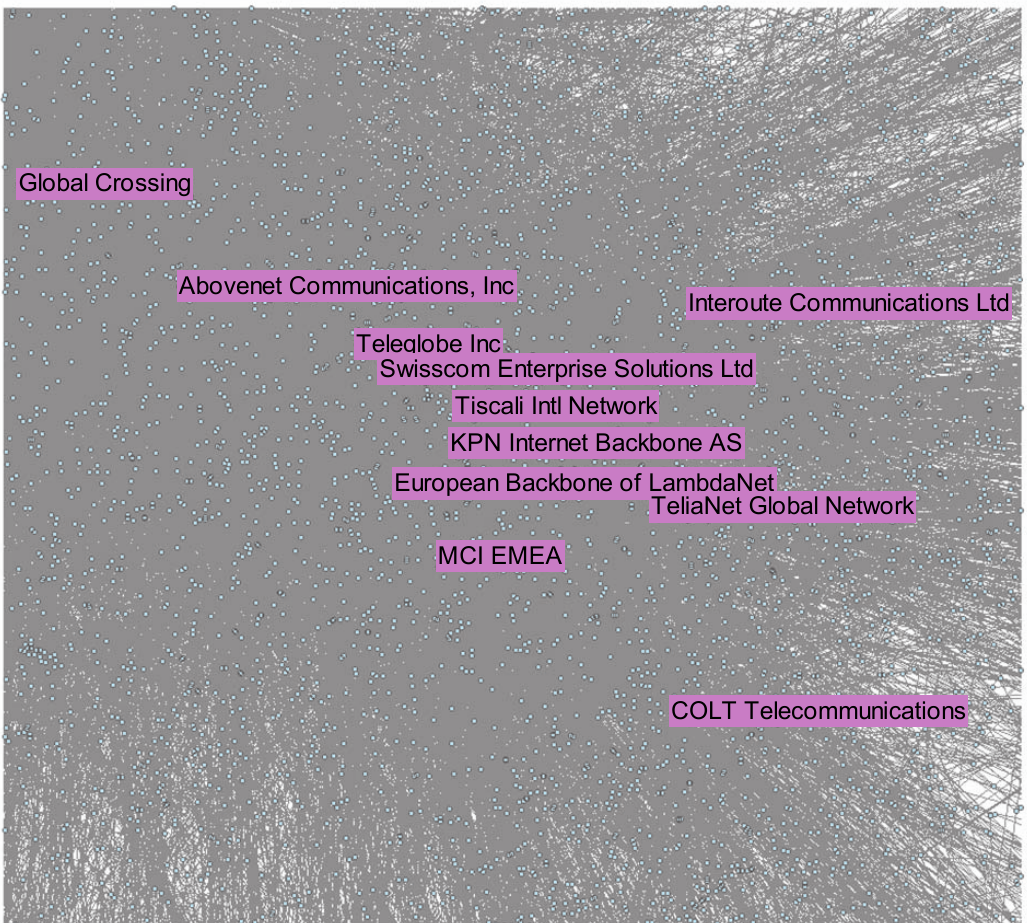 Global Crossing
Abovenet Communications, Inc
Interoute Communications Ltd
Teleglobe Inc
Swisscom Enterprise Solutions Ltd
Tiscali Intl Network
KPN Internet Backbone AS
European Backbone of LambdaNet
TeliaNet Global Network
MCI EMEA
COLT Telecommunications